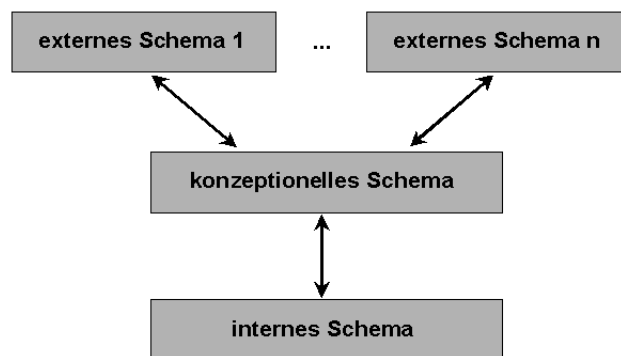 externes Schema 1
...
externes Schema n
konzeptionelles Schema
internes Schema